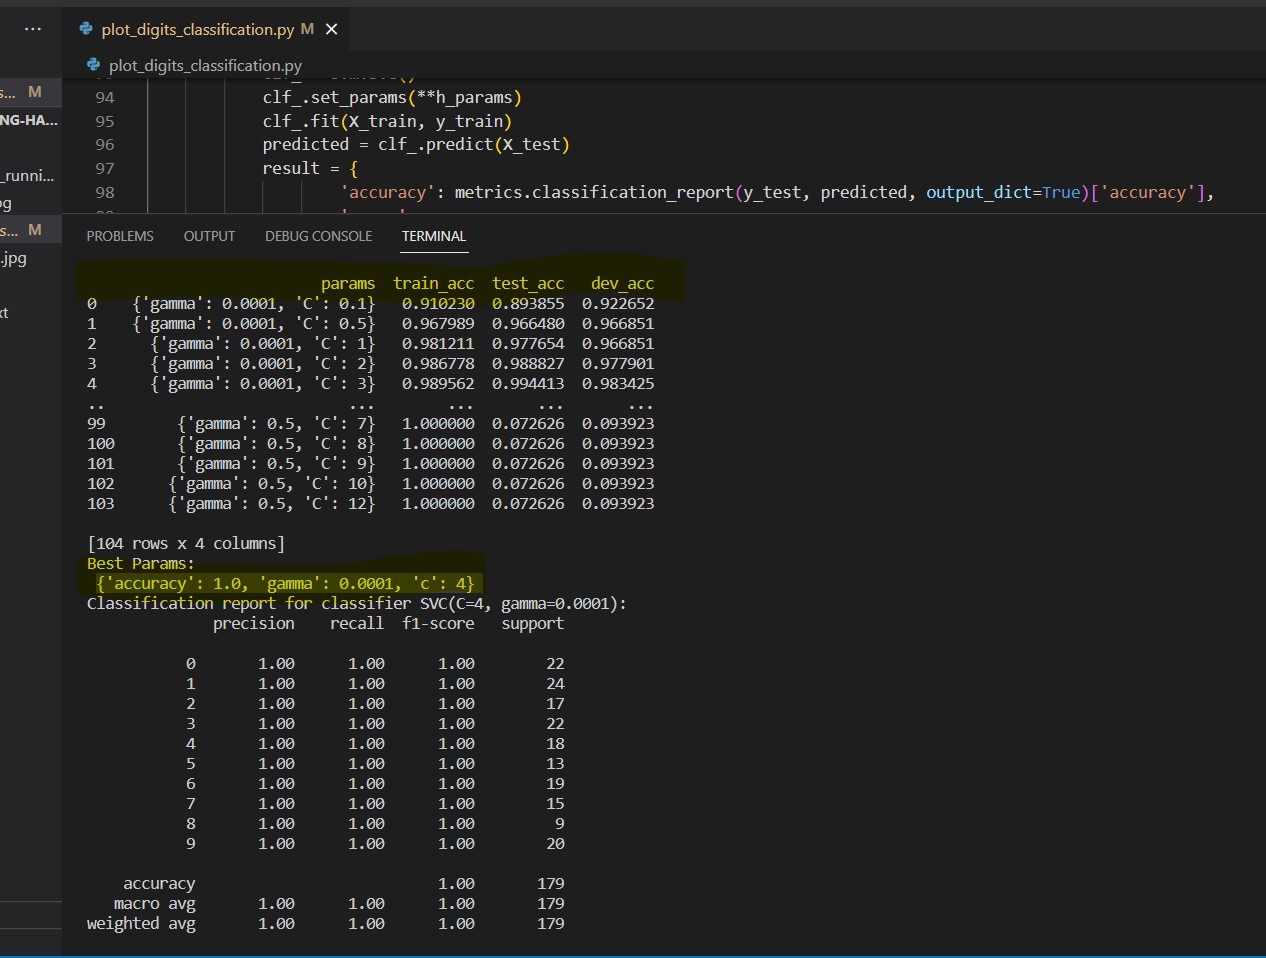 ... plot_digits_classification.py M ×
plot_digits_classification.py
s... M
NG-HA...
_runni...
s... M
.jpg
94 clf_.set_params(**h_params)
95 clf_.fit(X_train, y_train)
96 predicted = clf_.predict(X_test)
97 result = {
98 'accuracy': metrics.classification_report(y_test, predicted, output_dict=True)['accuracy'],
PROBLEMS OUTPUT DEBUG CONSOLE TERMINAL
params train_acc test_acc dev_acc
0 {'gamma': 0.0001, 'C': 0.1} 0.910230 0.893855 0.922652
1 {'gamma': 0.0001, 'C': 0.5} 0.967989 0.966480 0.966851
2 {'gamma': 0.0001, 'C': 1} 0.981211 0.977654 0.966851
3 {'gamma': 0.0001, 'C': 2} 0.986778 0.988827 0.977901
4 {'gamma': 0.0001, 'C': 3} 0.989562 0.994413 0.983425
.. ... ... ... ...
99 {'gamma': 0.5, 'C': 7} 1.000000 0.072626 0.093923
100 {'gamma': 0.5, 'C': 8} 1.000000 0.072626 0.093923
101 {'gamma': 0.5, 'C': 9} 1.000000 0.072626 0.093923
102 {'gamma': 0.5, 'C': 10} 1.000000 0.072626 0.093923
103 {'gamma': 0.5, 'C': 12} 1.000000 0.072626 0.093923
[104 rows x 4 columns]
Best Params:
{'accuracy': 1.0, 'gamma': 0.0001, 'c': 4}
Classification report for classifier SVC(C=4, gamma=0.0001):
precision recall f1-score support
0 1.00 1.00 1.00 22
1 1.00 1.00 1.00 24
2 1.00 1.00 1.00 17
3 1.00 1.00 1.00 22
4 1.00 1.00 1.00 18
5 1.00 1.00 1.00 13
6 1.00 1.00 1.00 19
7 1.00 1.00 1.00 15
8 1.00 1.00 1.00 9
9 1.00 1.00 1.00 20
accuracy 1.00 179
macro avg 1.00 1.00 1.00 179
weighted avg 1.00 1.00 1.00 179